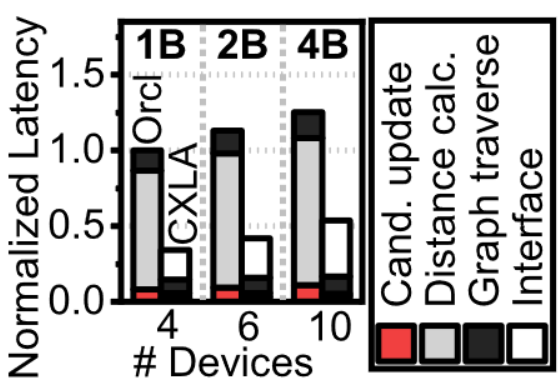 Normalized Latency
1B 2B 4B
1.5
1.0
0.5
0.0
Orcl
CXLA
4 6 10
# Devices
Cand. update
Distance calc.
Graph traverse
Interface